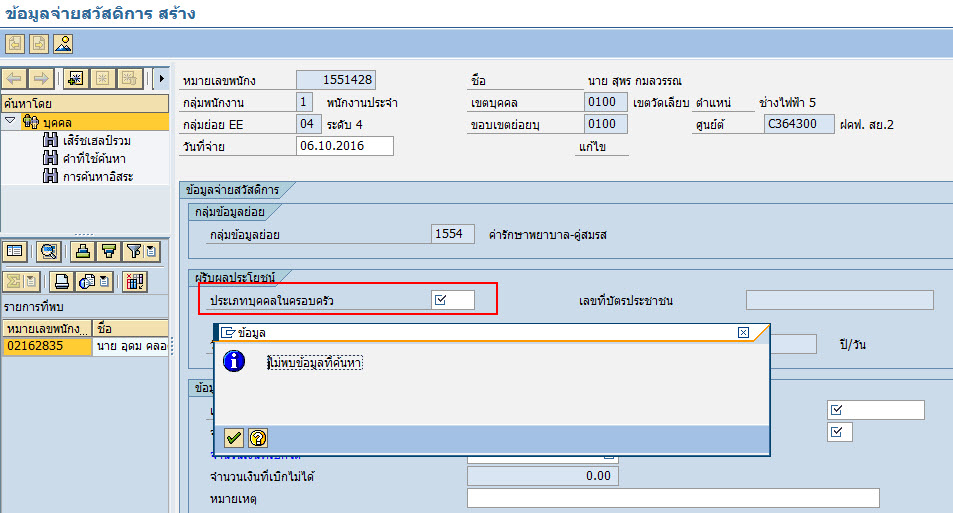 ข้อมูลจ่ายสวัสดิการ สร้าง
ค้นหาโดย
บุคคล
เสิร์ชเฮลป์รวม
คำที่ใช้ค้นหา
การค้นหาอิสระ
รายการที่พบ
หมายเลขพนักง... ชื่อ
02162835 นาย อุดม คลอ
หมายเลขพนักง 1551428 ชื่อ นาย สุพร กมลวรรณ
กลุ่มพนักงาน 1 พนักงานประจำ เขตบุคคล 0100 เขตวัดเลียบ ตำแหน่ ช่างไฟฟ้า 5
กลุ่มย่อย EE 04 ระดับ 4 ขอบเขตย่อยบุ 0100 ศูนย์ต้ C364300 ฝคฟ. สย.2
วันที่จ่าย 06.10.2016 แก้ไข
ข้อมูลจ่ายสวัสดิการ
กลุ่มข้อมูลย่อย
กลุ่มข้อมูลย่อย 1554 ค่ารักษาพยาบาล-คู่สมรส
ผู้รับผลประโยชน์
ประเภทบุคคลในครอบครัว เลขที่บัตรประชาชน
ข้อมูล
ไม่พบข้อมูลที่ค้นหา
ปี/วัน
จำนวนเงินที่เบิกได้
จำนวนเงินที่เบิกไม่ได้ 0.00
หมายเหตุ